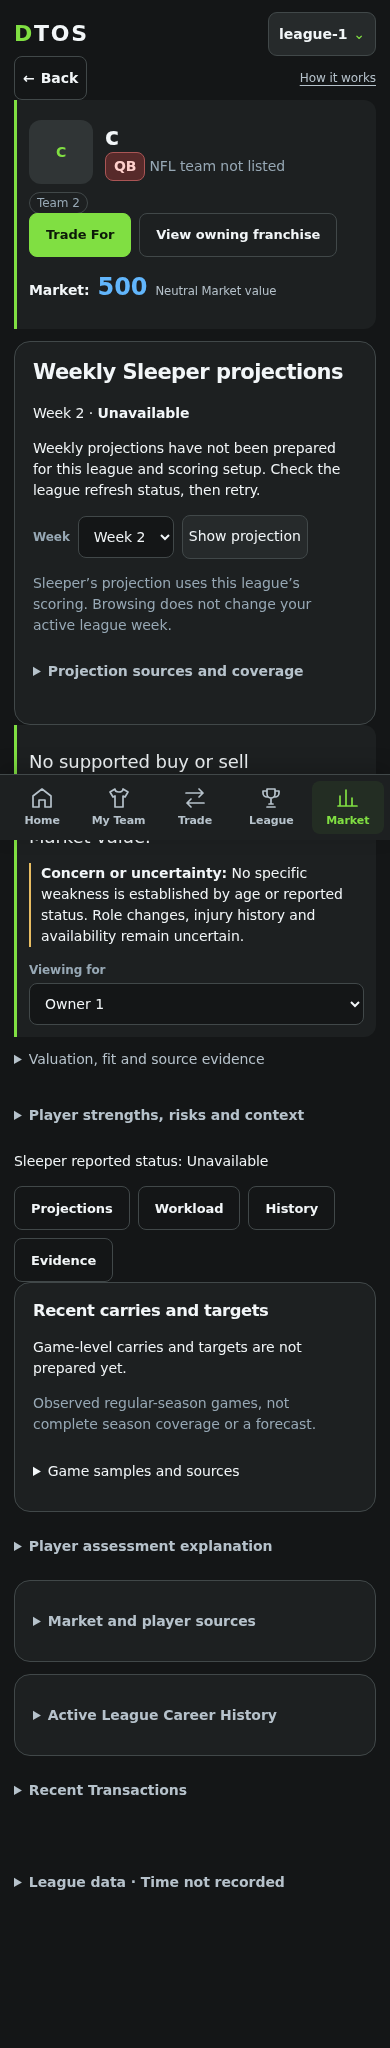 DTOS
league-1
← Back
How it works
C
c
QB NFL team not listed
Team 2
Trade For
View owning franchise
Market: 500 Neutral Market value
Weekly Sleeper projections
Week 2 · Unavailable
Weekly projections have not been prepared
for this league and scoring setup. Check the
league refresh status, then retry.
Week
Week 2
Show projection
Sleeper’s projection uses this league’s
scoring. Browsing does not change your
active league week.
Projection sources and coverage
No supported buy or sell
Home
My Team
Trade
League
Market
Market value.
Concern or uncertainty: No specific
weakness is established by age or reported
status. Role changes, injury history and
availability remain uncertain.
Viewing for
Owner 1
Valuation, fit and source evidence
Player strengths, risks and context
Sleeper reported status: Unavailable
Projections
Workload
History
Evidence
Recent carries and targets
Game-level carries and targets are not
prepared yet.
Observed regular-season games, not
complete season coverage or a forecast.
Game samples and sources
Player assessment explanation
Market and player sources
Active League Career History
Recent Transactions
League data · Time not recorded